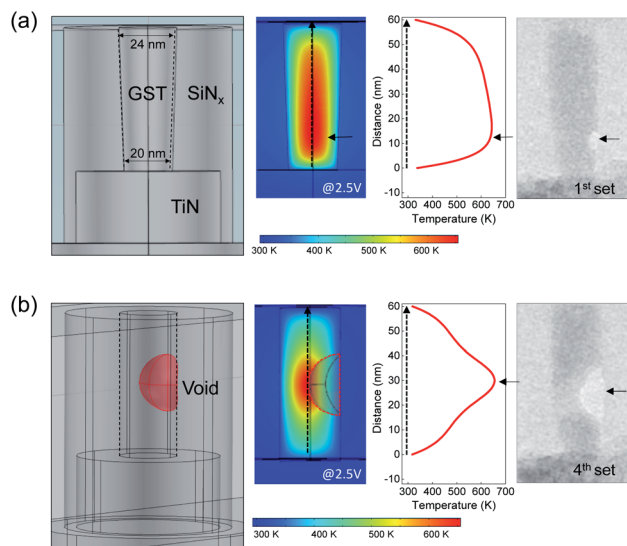 (a)
24 nm
GST
SiNx
20 nm
TiN
@2.5V
300 K 400 K 500 K 600 K
Distance (nm)
60
50
40
30
20
10
0
-10
300 400 500 600 700
Temperature (K)
1st set
(b)
Void
@2.5V
300 K 400 K 500 K 600 K
Distance (nm)
60
50
40
30
20
10
0
-10
300 400 500 600 700
Temperature (K)
4th set